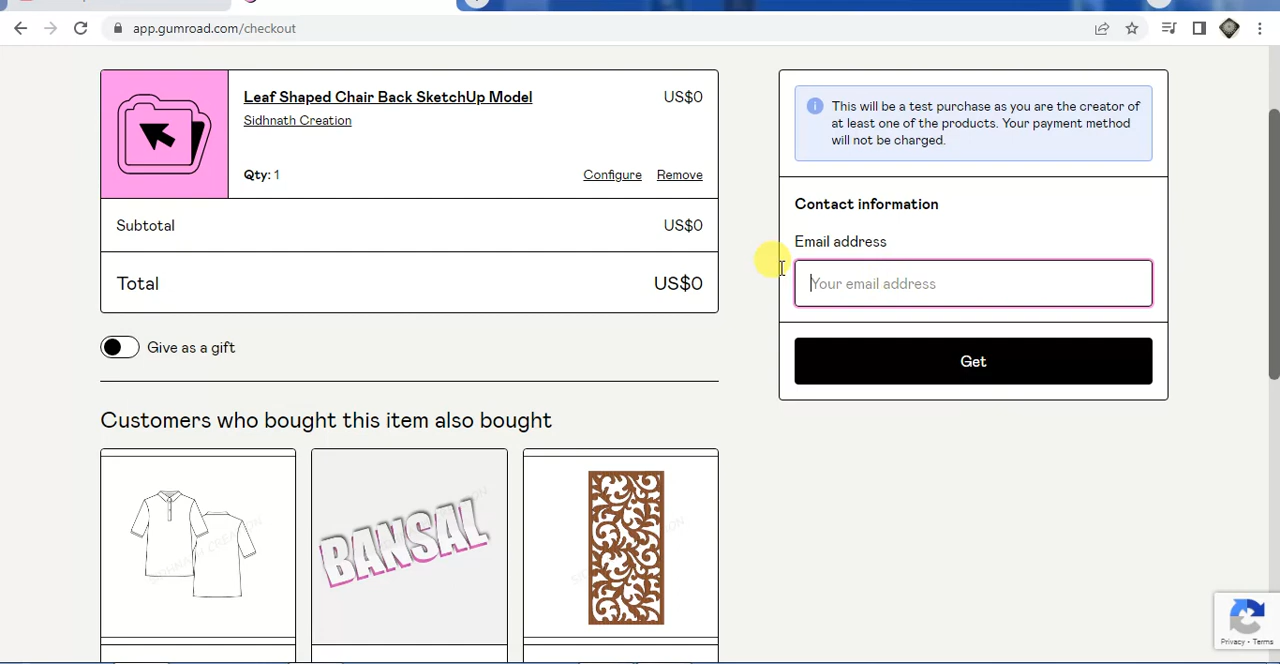 app.gumroad.com/checkout
Leaf Shaped Chair Back SketchUp Model
US$0
Sidhnath Creation
Qty: 1
Configure
Remove
Subtotal
US$0
Total
US$0
Give as a gift
This will be a test purchase as you are the creator of
at least one of the products. Your payment method
will not be charged.
Contact information
Email address
Your email address
Get
Customers who bought this item also bought
SIDHNATH CREATION
BANSAL
Privacy - Terms